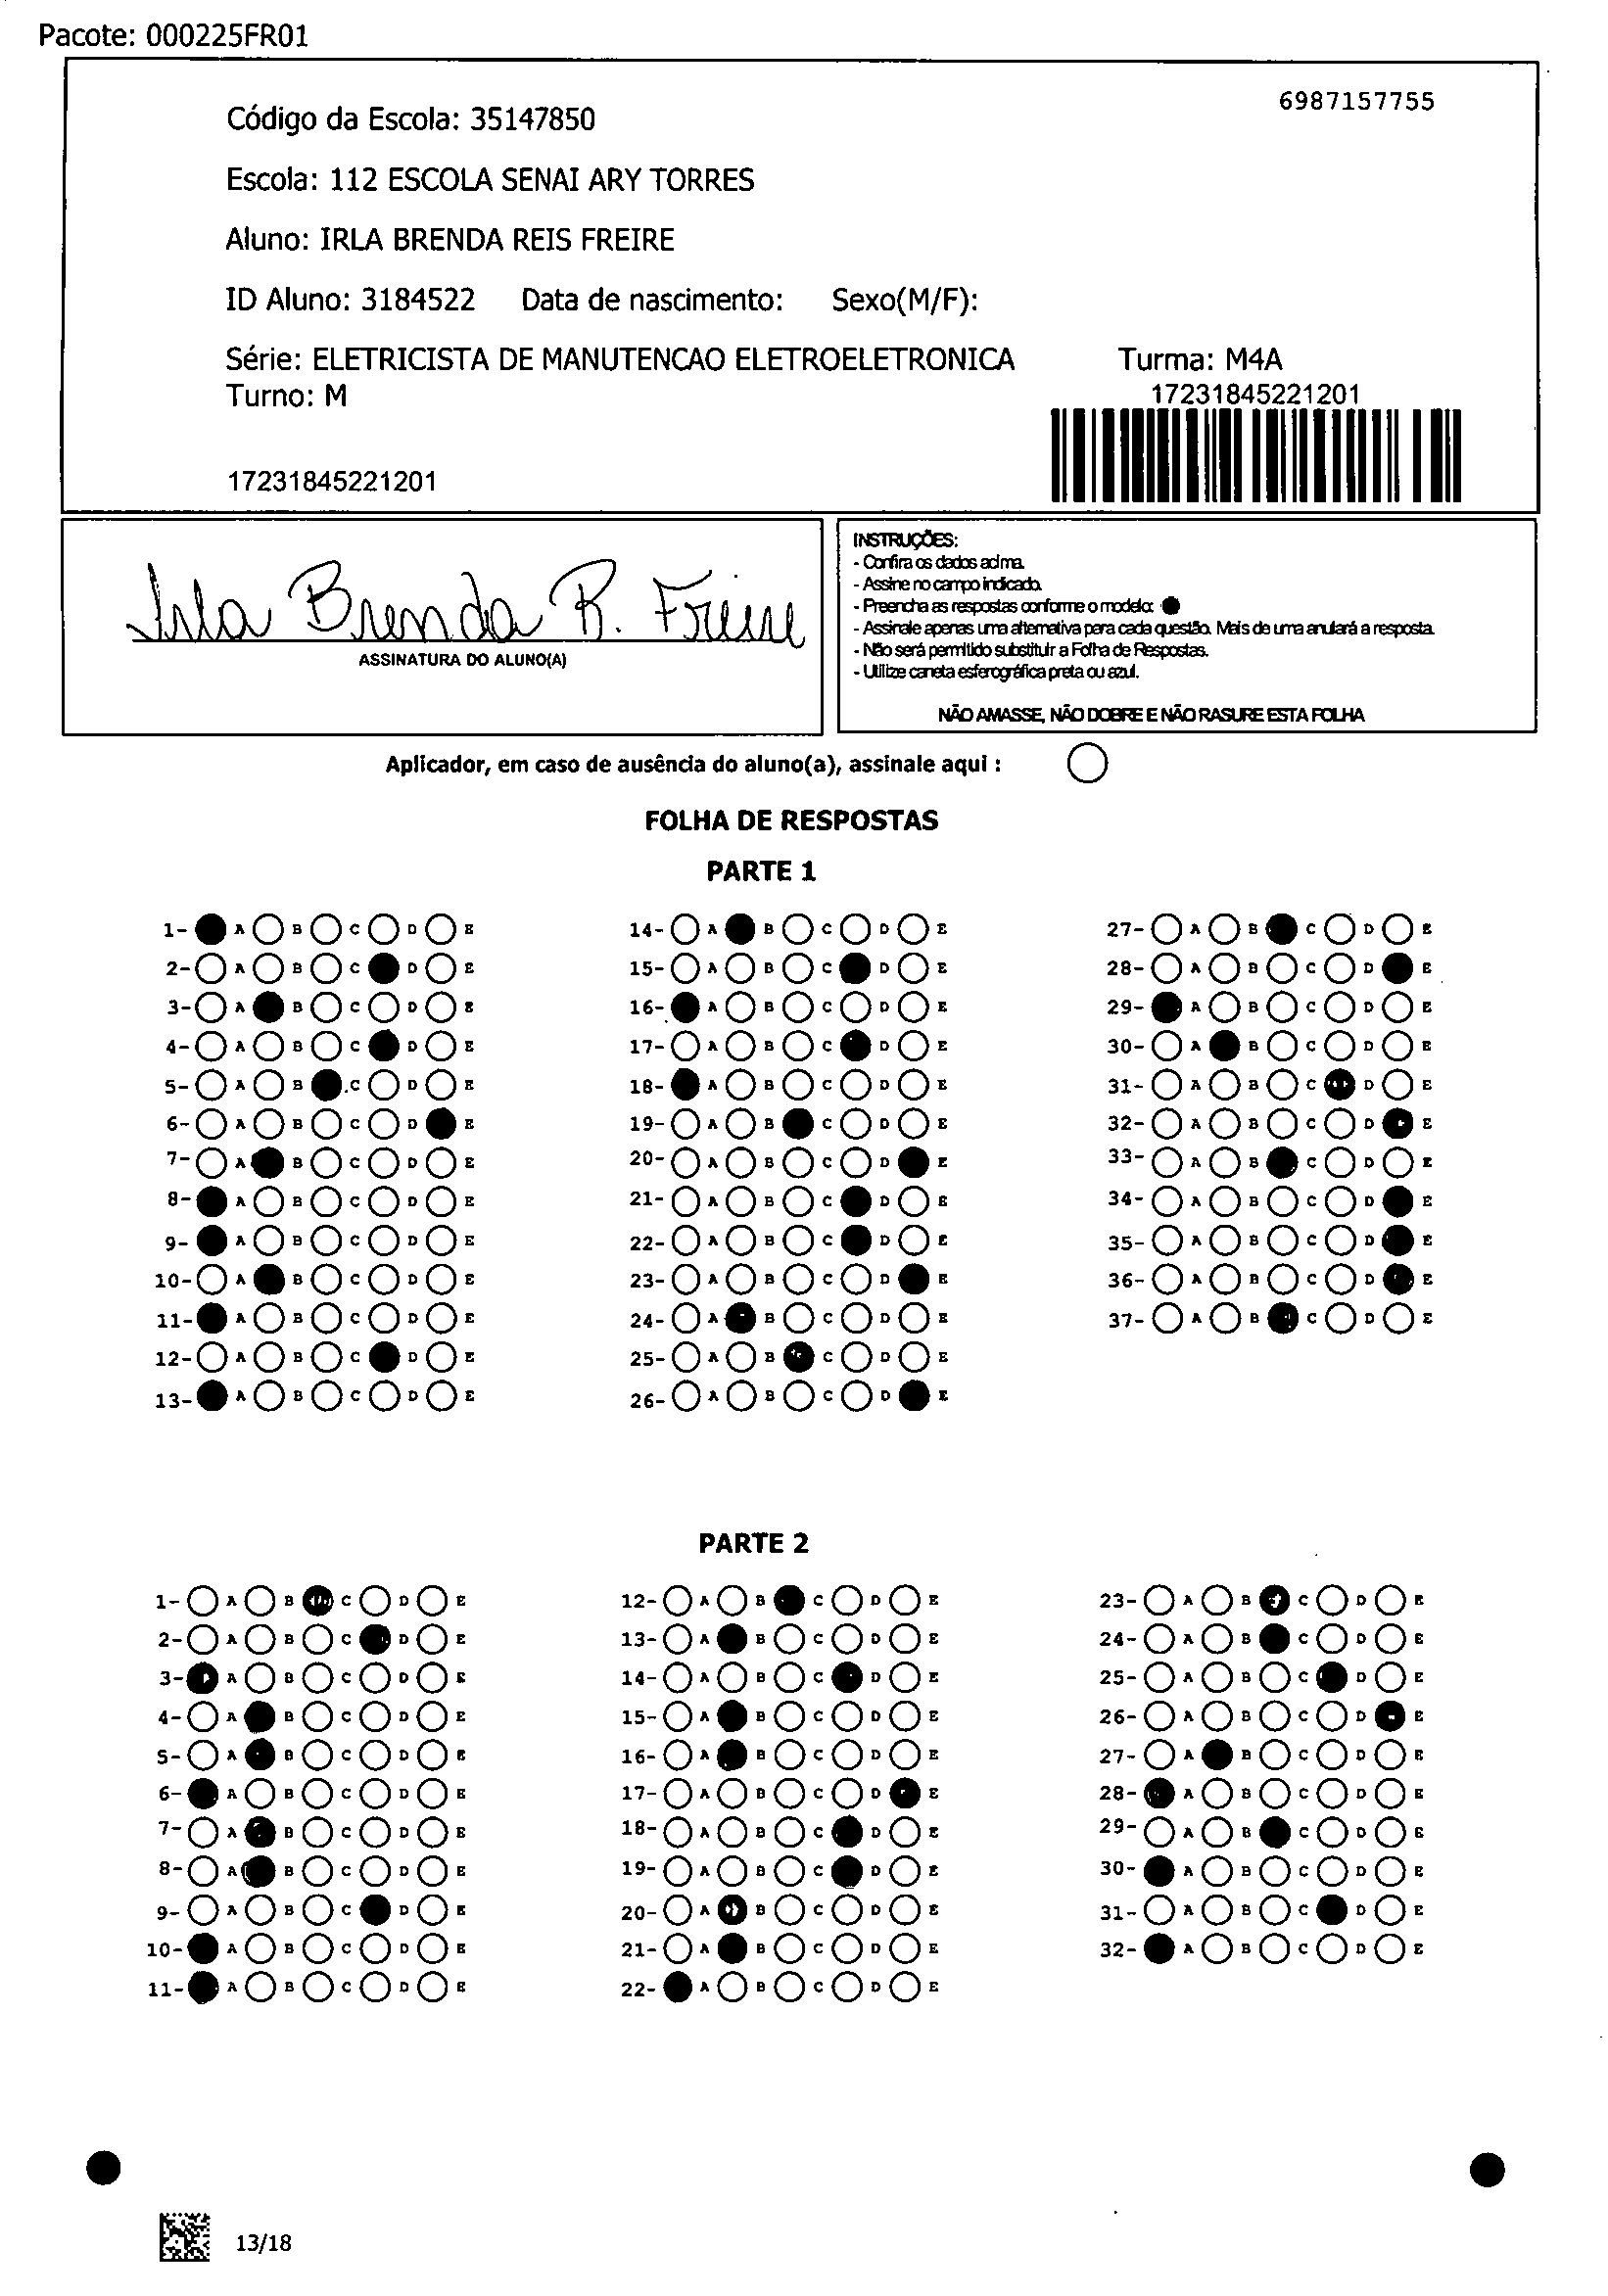 Pacote: 000225FR01
6987157755
Código da Escola: 35147850
Escola: 112 ESCOLA SENAI ARY TORRES
Aluno: IRLA BRENDA REIS FREIRE
ID Aluno: 3184522 Data de nascimento: Sexo(M/F):
Série: ELETRICISTA DE MANUTENCAO ELETROELETRONICA Turma: M4A
Turno: M 17231845221201
17231845221201
Irla Brenda R. Freire
ASSINATURA DO ALUNO(A)
INSTRUÇÕES:
- Confira os dados acima.
- Assine no campo indicado.
- Preencha as respostas conforme o modelo:
- Assinale apenas uma alternativa para cada questão. Mais de uma anulará a resposta.
- Não será permitido substituir a Folha de Respostas.
- Utilize caneta esferográfica preta ou azul.
NÃO AMASSE, NÃO DOBRE E NÃO RASURE ESTA FOLHA
Aplicador, em caso de ausência do aluno(a), assinale aqui :
FOLHA DE RESPOSTAS
PARTE 1
1- A B C D E 14- A B C D E 27- A B C D E
2- A B C D E 15- A B C D E 28- A B C D E
3- A B C D E 16- A B C D E 29- A B C D E
4- A B C D E 17- A B C D E 30- A B C D E
5- A B C D E 18- A B C D E 31- A B C D E
6- A B C D E 19- A B C D E 32- A B C D E
7- A B C D E 20- A B C D E 33- A B C D E
8- A B C D E 21- A B C D E 34- A B C D E
9- A B C D E 22- A B C D E 35- A B C D E
10- A B C D E 23- A B C D E 36- A B C D E
11- A B C D E 24- A B C D E 37- A B C D E
12- A B C D E 25- A B C D E
13- A B C D E 26- A B C D E
PARTE 2
1- A B C D E 12- A B C D E 23- A B C D E
2- A B C D E 13- A B C D E 24- A B C D E
3- A B C D E 14- A B C D E 25- A B C D E
4- A B C D E 15- A B C D E 26- A B C D E
5- A B C D E 16- A B C D E 27- A B C D E
6- A B C D E 17- A B C D E 28- A B C D E
7- A B C D E 18- A B C D E 29- A B C D E
8- A B C D E 19- A B C D E 30- A B C D E
9- A B C D E 20- A B C D E 31- A B C D E
10- A B C D E 21- A B C D E 32- A B C D E
11- A B C D E 22- A B C D E
13/18